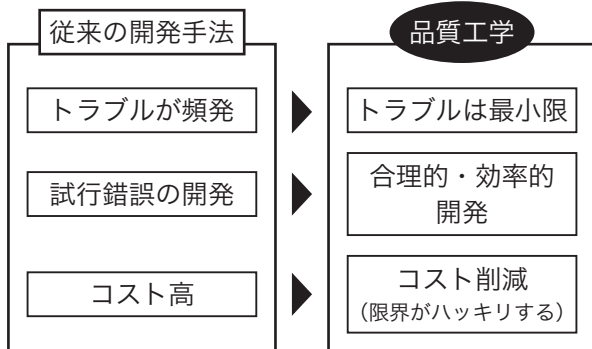 従来の開発手法
品質工学
トラブルが頻発
トラブルは最小限
試行錯誤の開発
合理的・効率的
開発
コスト高
コスト削減
（限界がハッキリする）